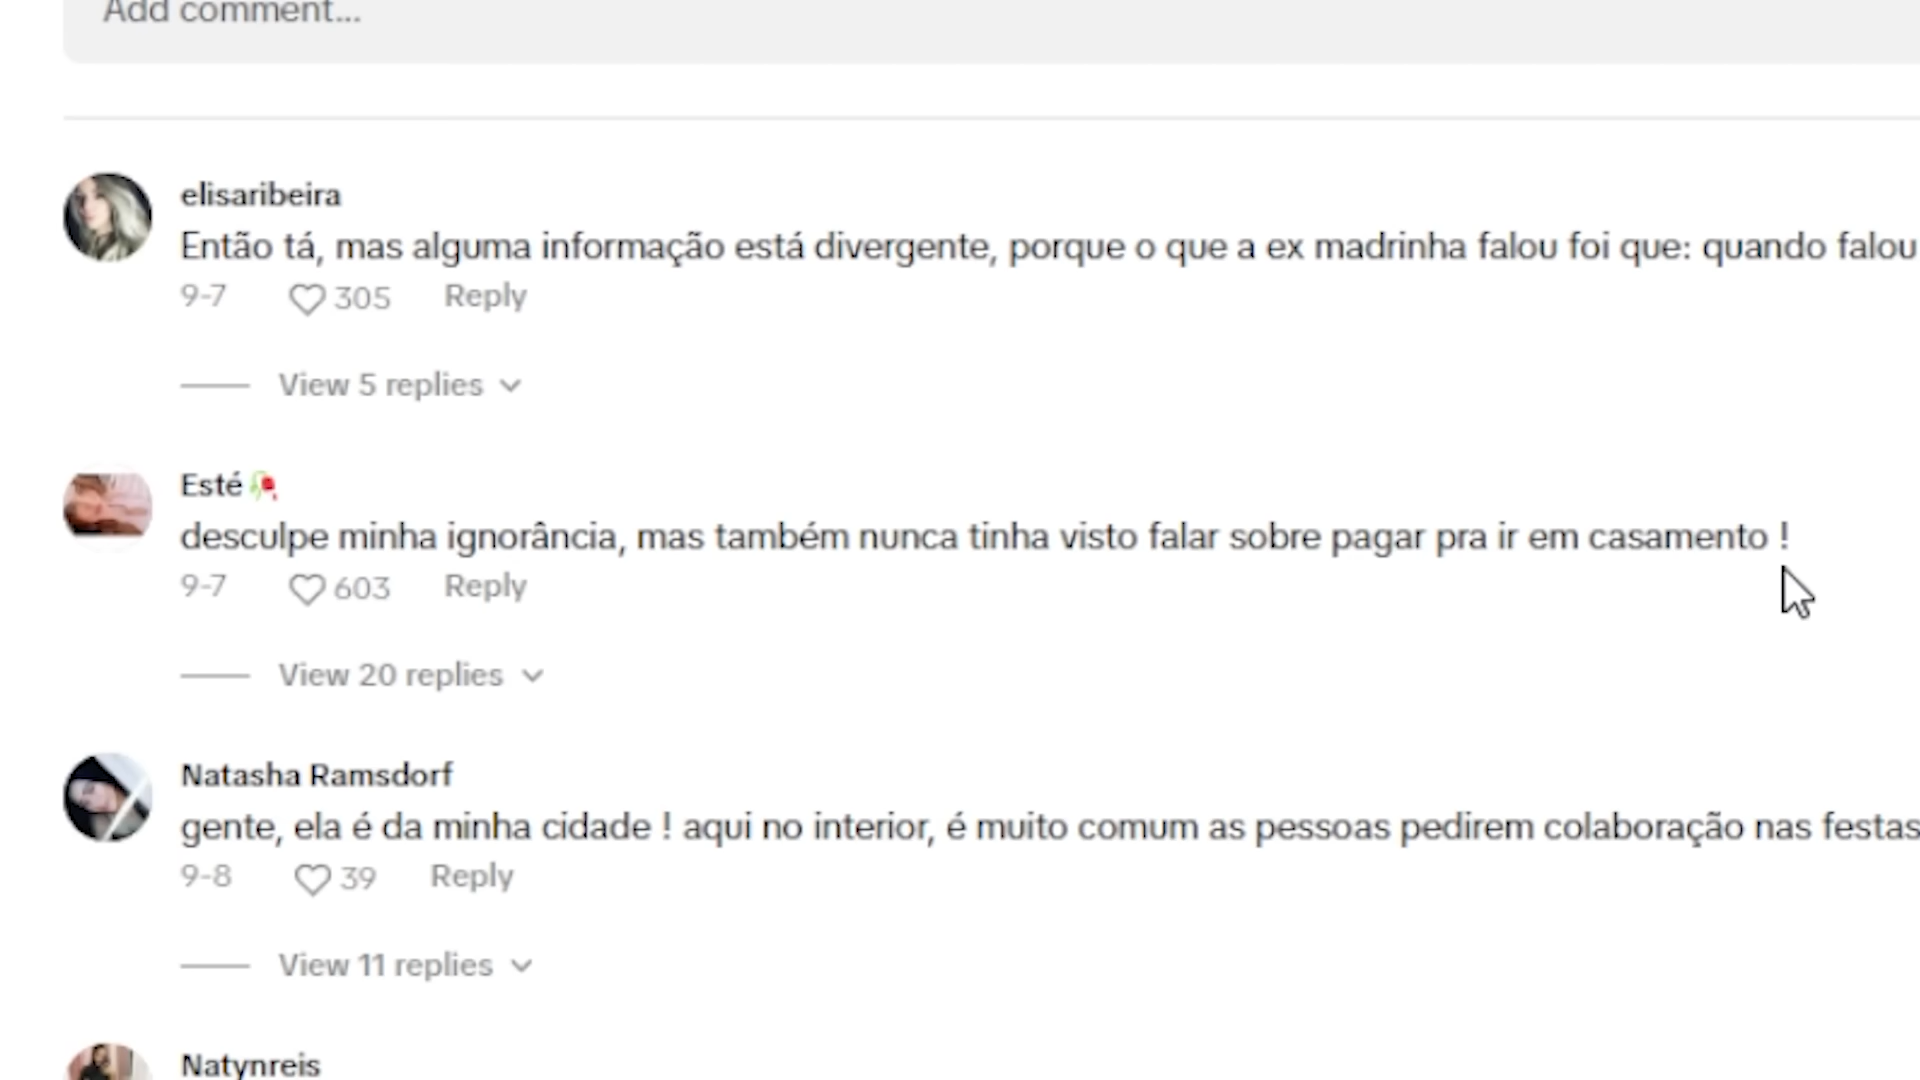 Add comment...
elisaribeira
Então tá, mas alguma informação está divergente, porque o que a ex madrinha falou foi que: quando falou
9-7 305 Reply
View 5 replies
Esté
desculpe minha ignorância, mas também nunca tinha visto falar sobre pagar pra ir em casamento !
9-7 603 Reply
View 20 replies
Natasha Ramsdorf
gente, ela é da minha cidade ! aqui no interior, é muito comum as pessoas pedirem colaboração nas festas
9-8 39 Reply
View 11 replies
Natynreis